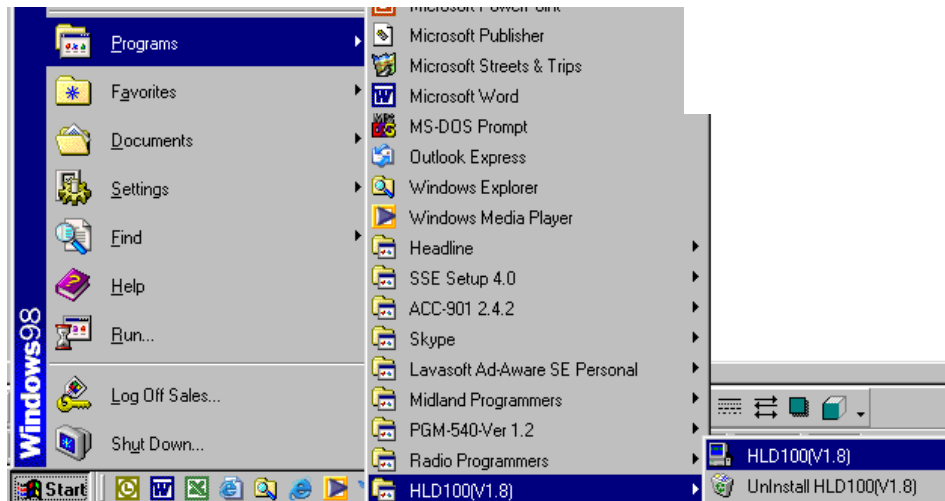 Microsoft PowerPoint
Programs
Microsoft Publisher
Microsoft Streets & Trips
Favorites
Microsoft Word
MS-DOS Prompt
Documents
Outlook Express
Settings
Windows Explorer
Windows Media Player
Find
Headline
SSE Setup 4.0
Help
ACC-901 2.4.2
Run...
Skype
Lavasoft Ad-Aware SE Personal
Log Off Sales...
Midland Programmers
PGM-540-Ver 1.2
Shut Down...
Radio Programmers
HLD100(V1.8)
Windows98
Start
HLD100(V1.8)
UnInstall HLD100(V1.8)